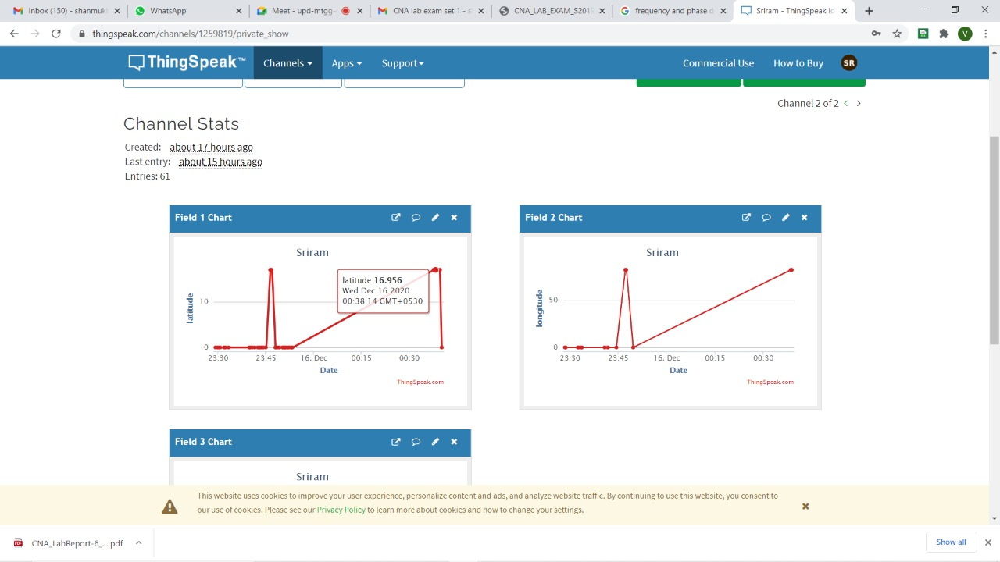 Inbox (150) - shanmukh
WhatsApp
Meet - upd-mtgg-
CNA lab exam set 1 - s
CNA_LAB_EXAM_S2019
frequency and phase d
Sriram - ThingSpeak Io
thingspeak.com/channels/1259819/private_show
V
ThingSpeak™
Channels
Apps
Support
Commercial Use
How to Buy
SR
Channel 2 of 2 < >
Channel Stats
Created: about 17 hours ago
Last entry: about 15 hours ago
Entries: 61
Field 1 Chart
Sriram
latitude:16.956
Wed Dec 16 2020
00:38:14 GMT+0530
latitude
10
0
23:30 23:45 16. Dec 00:15 00:30
Date
ThingSpeak.com
Field 2 Chart
Sriram
longitude
50
0
23:30 23:45 16. Dec 00:15 00:30
Date
ThingSpeak.com
Field 3 Chart
Sriram
This website uses cookies to improve your user experience, personalize content and ads, and analyze website traffic. By continuing to use this website, you consent to
our use of cookies. Please see our Privacy Policy to learn more about cookies and how to change your settings.
PDF
CNA_LabReport-6_....pdf
Show all